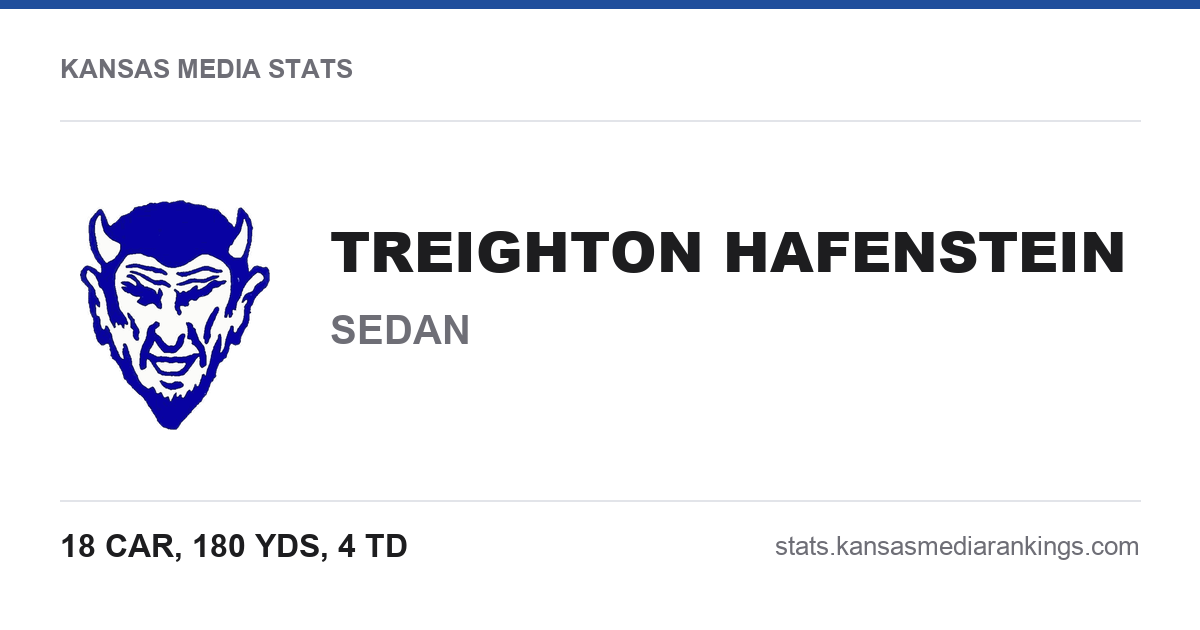 KANSAS MEDIA STATS
TREIGHTON HAFENSTEIN
SEDAN
18 CAR, 180 YDS, 4 TD
stats.kansasmediarankings.com